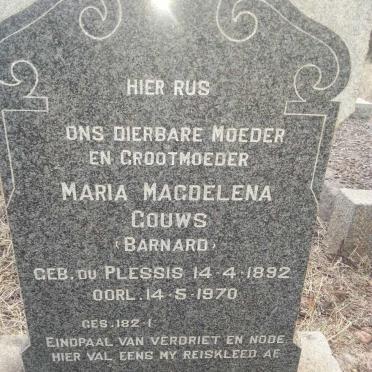 HIER RUS
ONS DIERBARE MOEDER
EN GROOTMOEDER
MARIA MAGDELENA
GOUWS
(BARNARD)
GEB. DU PLESSIS 14-4-1892
OORL. 14-5-1970
GES. 182-1
EINDPAAL VAN VERDRIET EN NODE
HIER VAL EENS MY REISKLEED AF